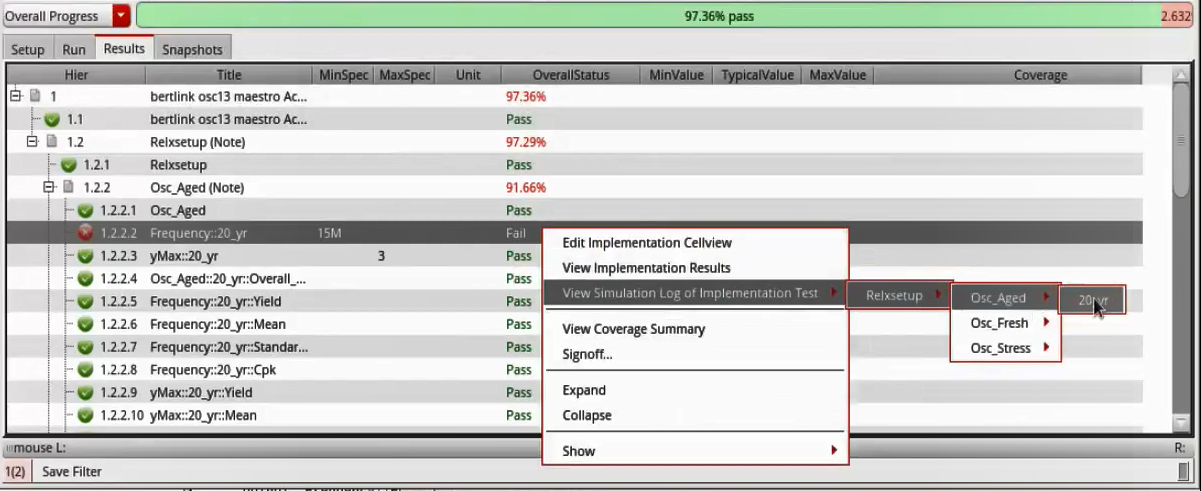 Overall Progress 97.36% pass 2.632
Setup Run Results Snapshots
Hier Title MinSpec MaxSpec Unit OverallStatus MinValue TypicalValue MaxValue Coverage
1 bertlink osc13 maestro Ac... 97.36%
1.1 bertlink osc13 maestro Ac... Pass
1.2 Relxsetup (Note) 97.29%
1.2.1 Relxsetup Pass
1.2.2 Osc_Aged (Note) 91.66%
1.2.2.1 Osc_Aged Pass
1.2.2.2 Frequency::20_yr 15M Fail
1.2.2.3 yMax::20_yr 3 Pass
1.2.2.4 Osc_Aged::20_yr::Overall_... Pass
1.2.2.5 Frequency::20_yr::Yield Pass
1.2.2.6 Frequency::20_yr::Mean Pass
1.2.2.7 Frequency::20_yr::Standar... Pass
1.2.2.8 Frequency::20_yr::Cpk Pass
1.2.2.9 yMax::20_yr::Yield Pass
1.2.2.10 yMax::20_yr::Mean Pass
Edit Implementation Cellview
View Implementation Results
View Simulation Log of Implementation Test
View Coverage Summary
Signoff...
Expand
Collapse
Show
Relxsetup
Osc_Aged
Osc_Fresh
Osc_Stress
mouse L: R:
1(2) Save Filter